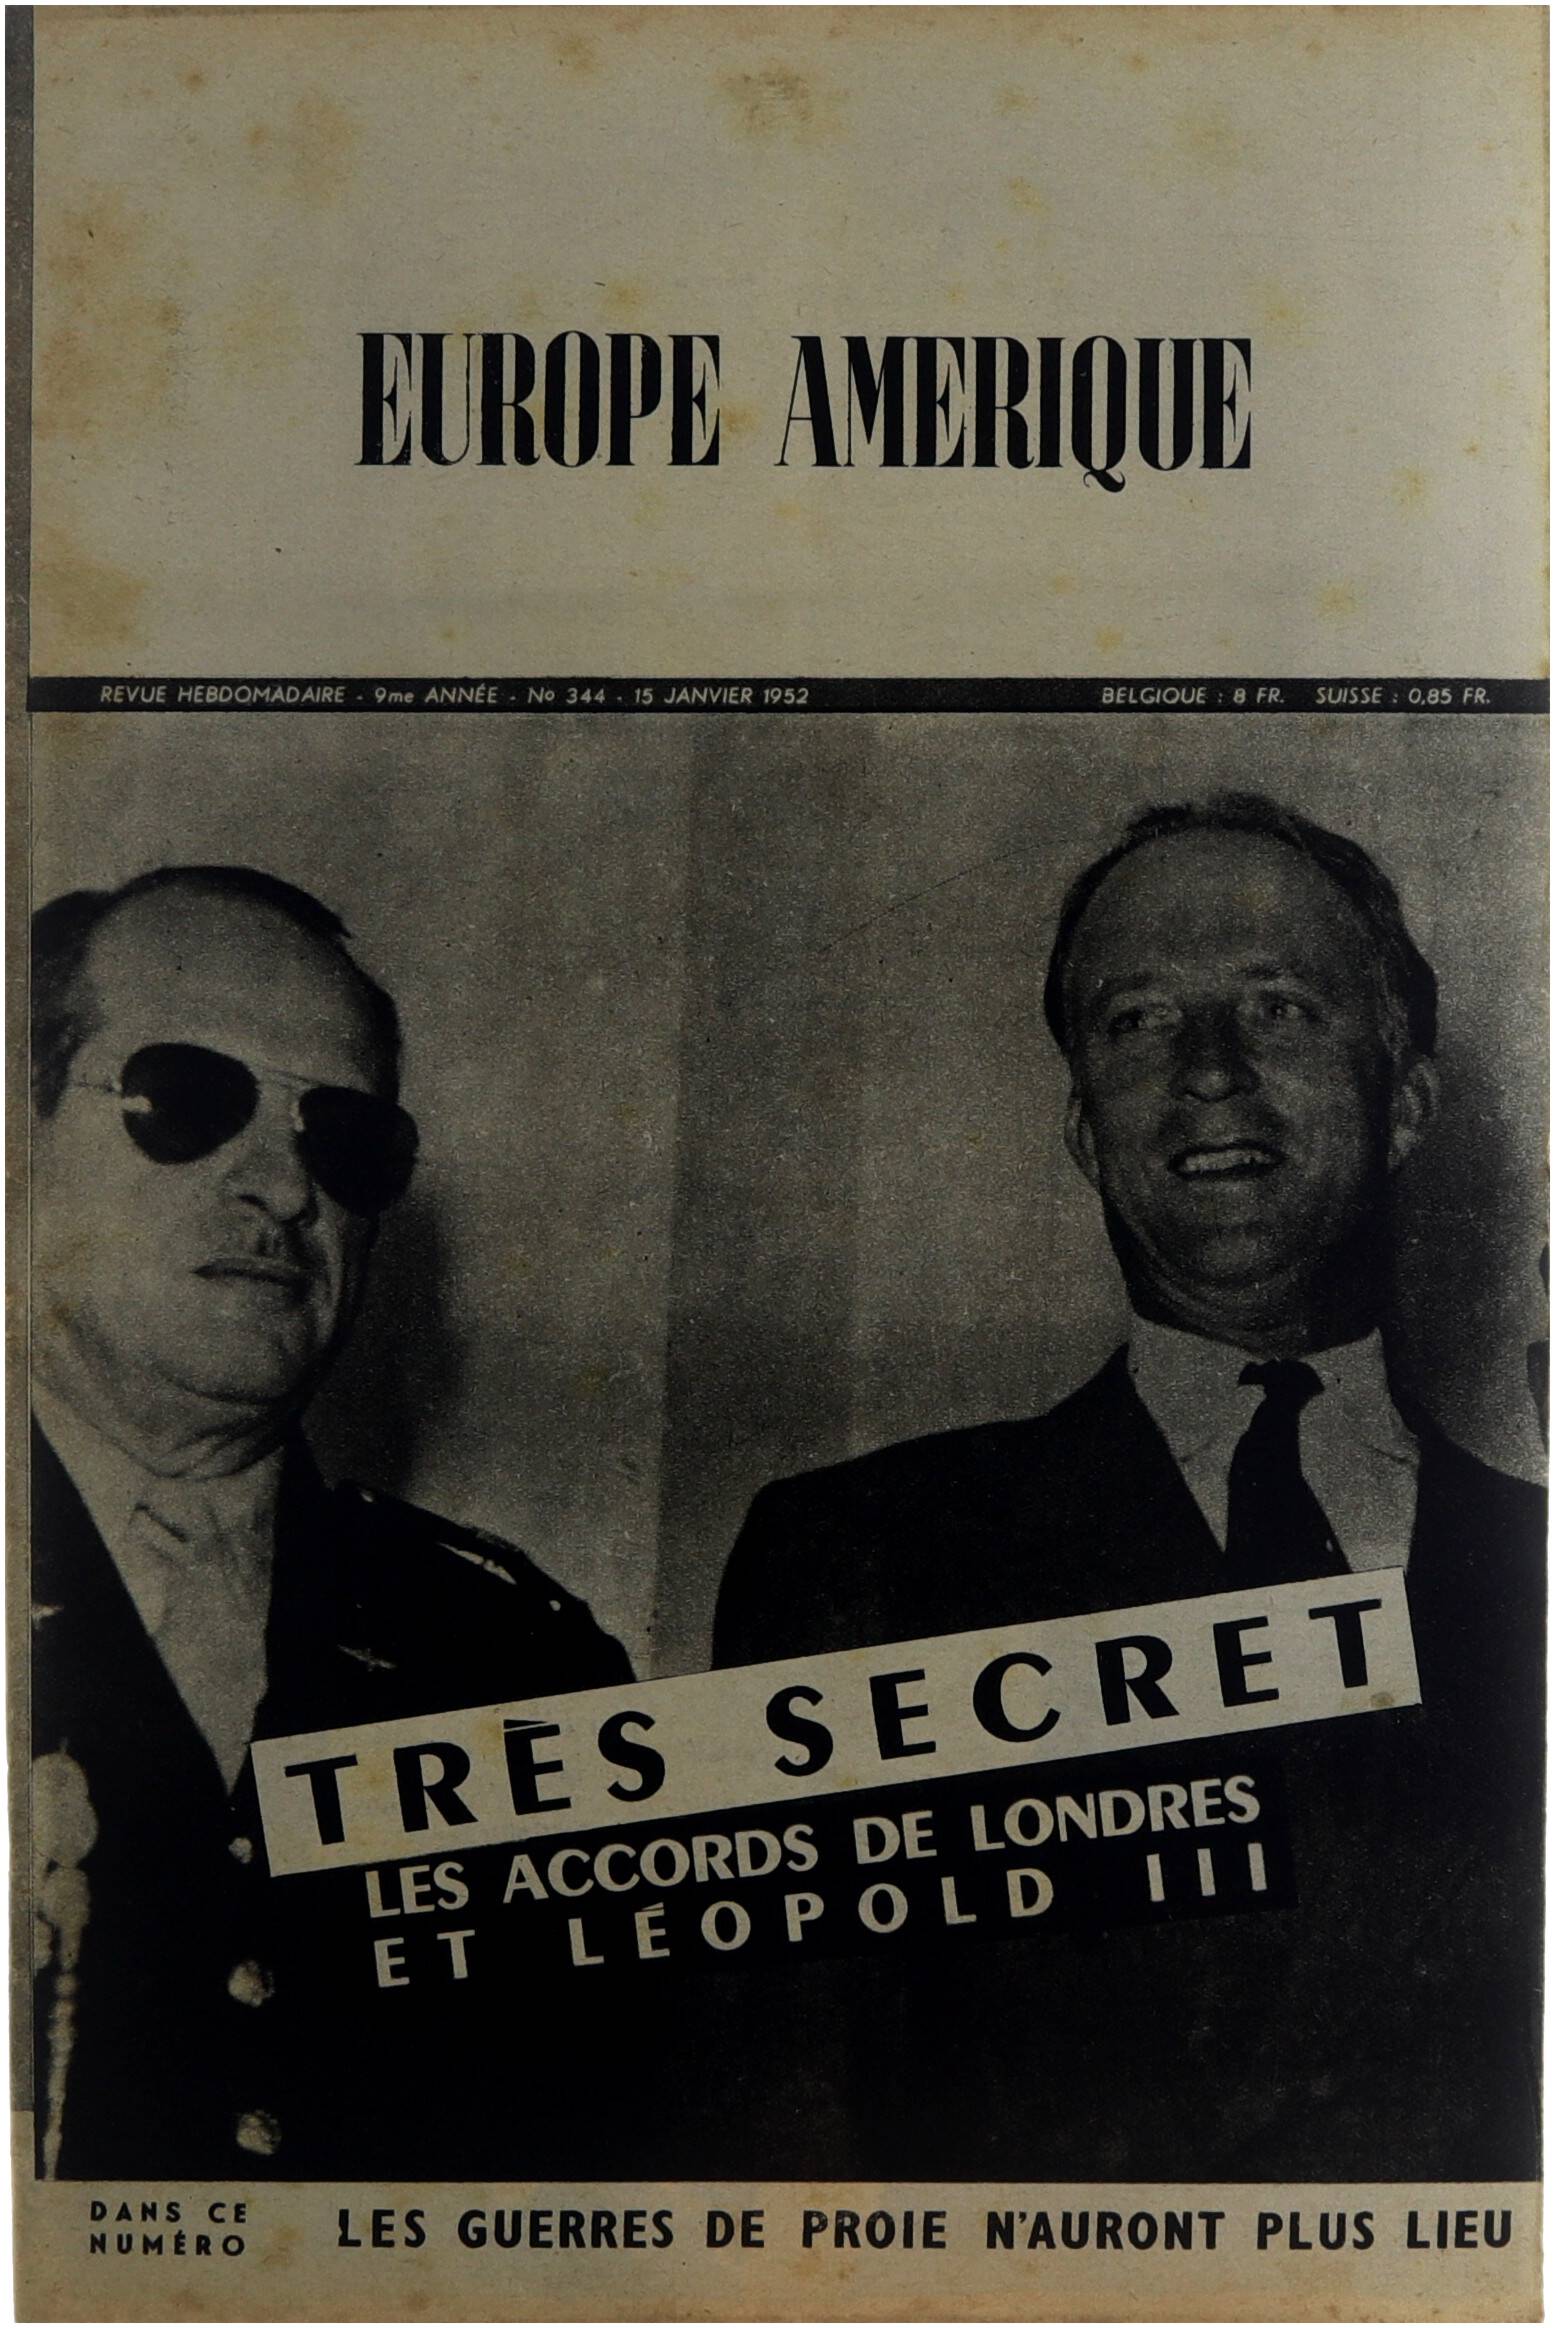 EUROPE AMERIQUE
REVUE HEBDOMADAIRE - 9me ANNÉE - No 344 - 15 JANVIER 1952 BELGIQUE : 8 FR. SUISSE : 0,85 FR.
TRÈS SECRET
LES ACCORDS DE LONDRES
ET LÉOPOLD III
DANS CE
NUMÉRO
LES GUERRES DE PROIE N'AURONT PLUS LIEU